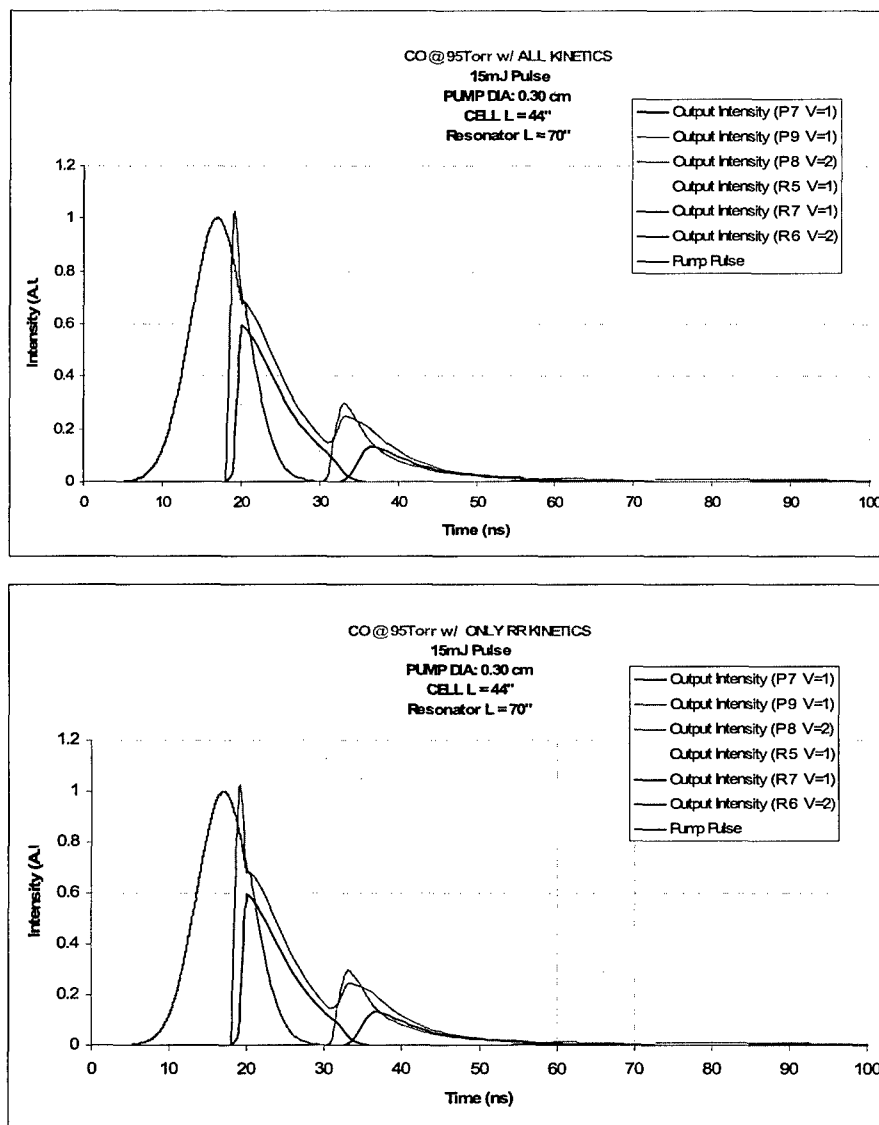 CO @ 95Torr w/ ALL KINETICS
15mJ Pulse
PUMP DIA: 0.30 cm
CELL L = 44"
Resonator L = 70"
Output Intensity (P7 V=1)
Output Intensity (P9 V=1)
Output Intensity (P8 V=2)
Output Intensity (R5 V=1)
Output Intensity (R7 V=1)
Output Intensity (R6 V=2)
Pump Pulse
1.2
1
0.8
0.6
0.4
0.2
0
Intensity (A.U
0 10 20 30 40 50 60 70 80 90 100
Time (ns)
CO @ 95Torr w/ ONLY RR KINETICS
15mJ Pulse
PUMP DIA: 0.30 cm
CELL L = 44"
Resonator L = 70"
Output Intensity (P7 V=1)
Output Intensity (P9 V=1)
Output Intensity (P8 V=2)
Output Intensity (R5 V=1)
Output Intensity (R7 V=1)
Output Intensity (R6 V=2)
Pump Pulse
1.2
1
0.8
0.6
0.4
0.2
0
Intensity (A.I
0 10 20 30 40 50 60 70 80 90 100
Time (ns)